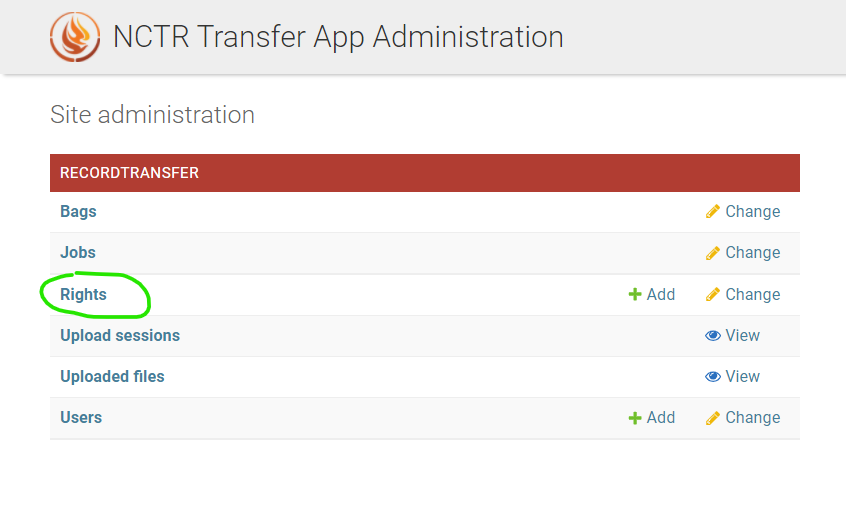 NCTR Transfer App Administration
Site administration
RECORDTRANSFER
Bags Change
Jobs Change
Rights Add Change
Upload sessions View
Uploaded files View
Users Add Change